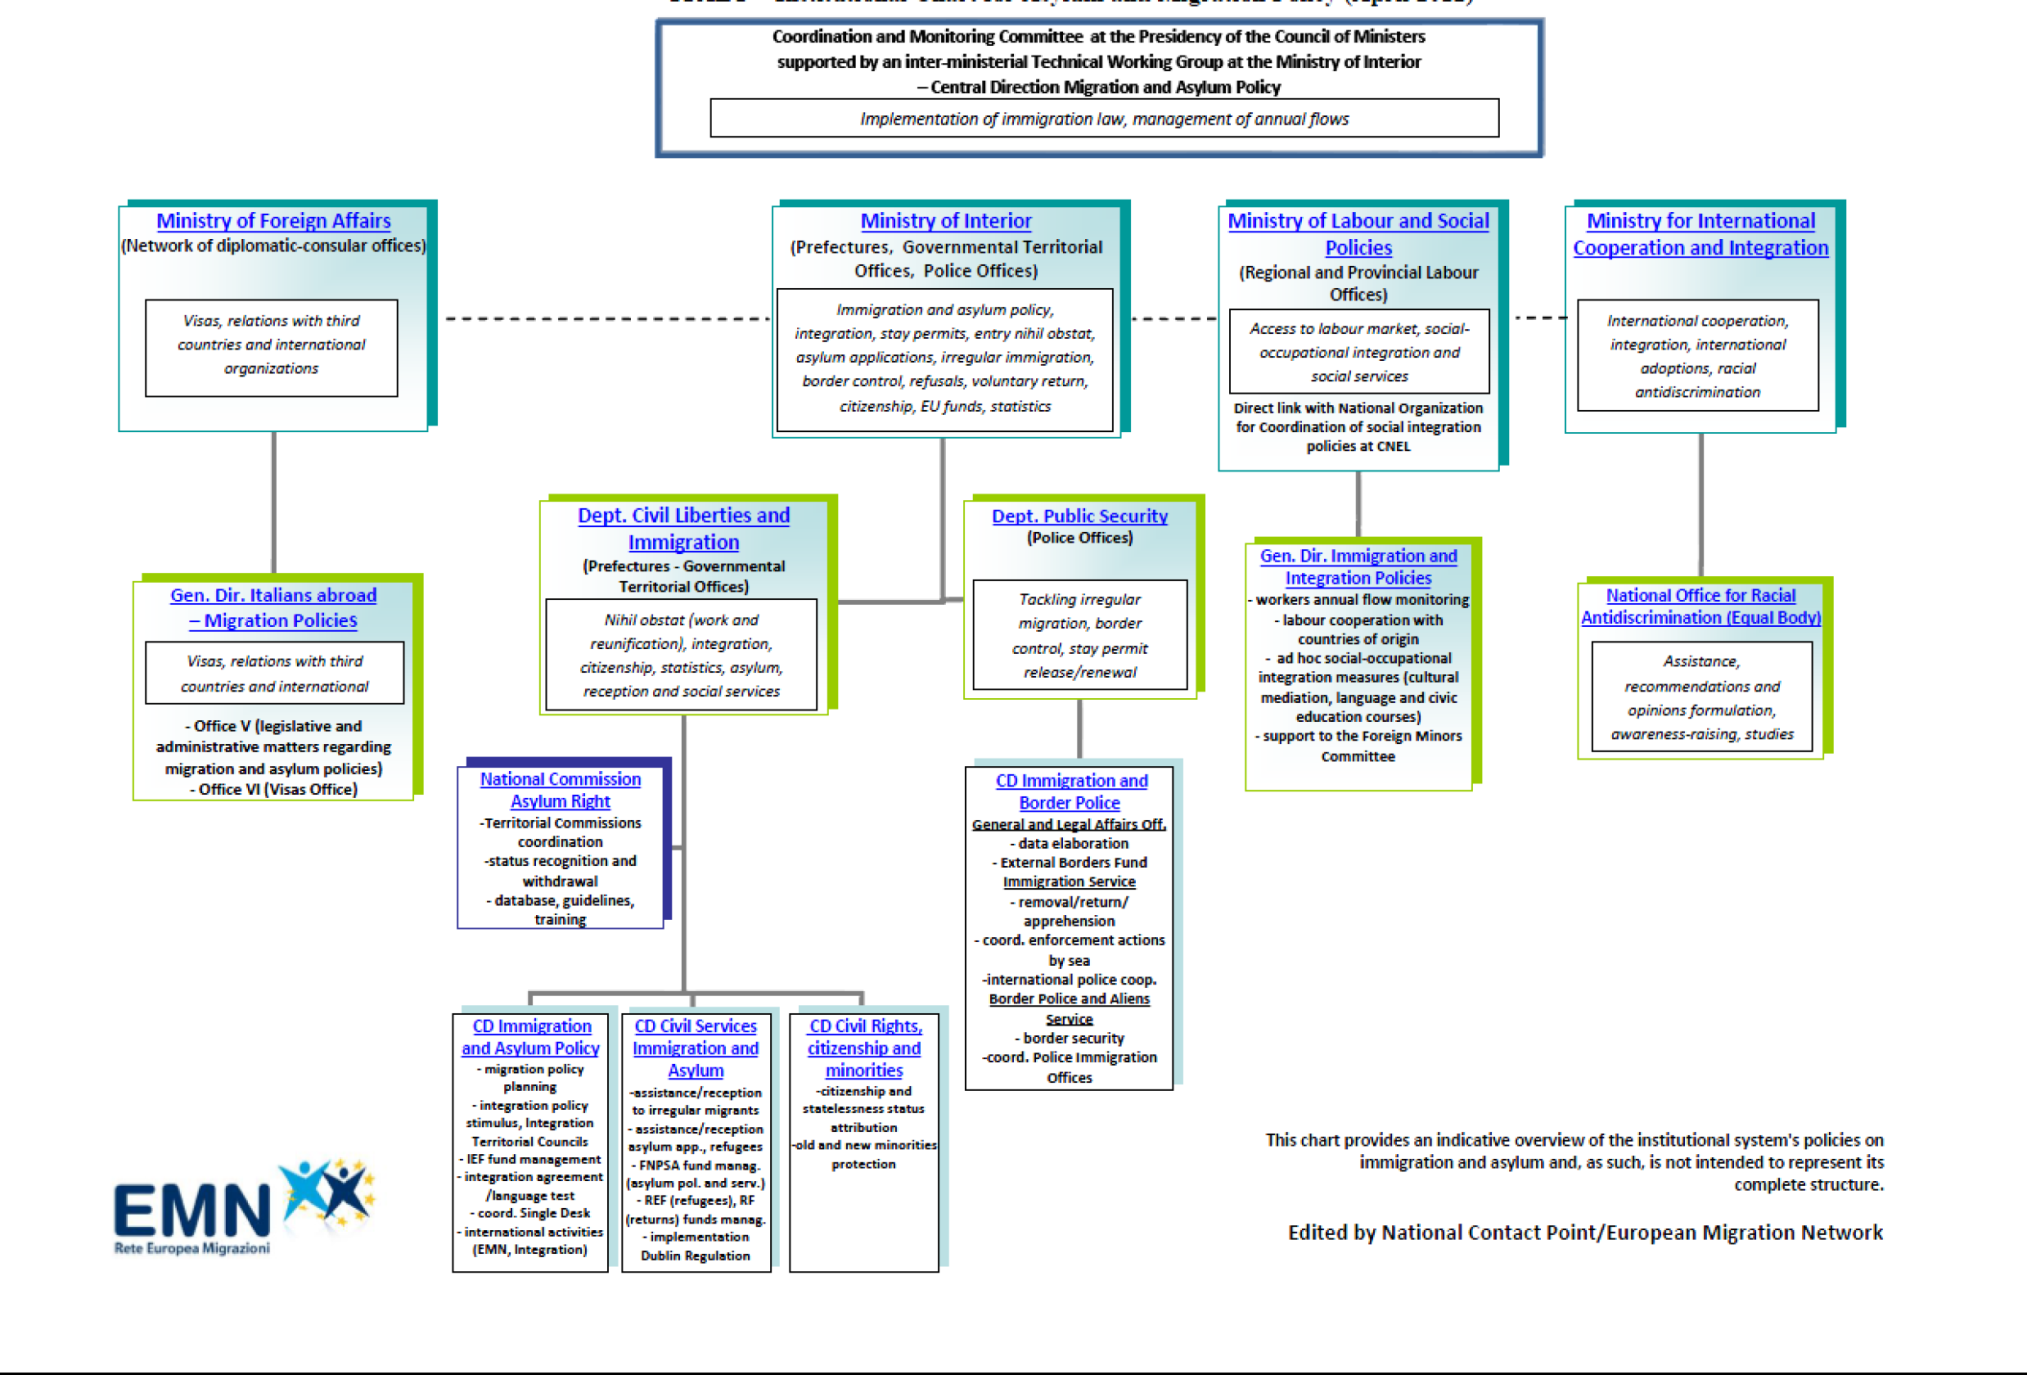 Coordination and Monitoring Committee at the Presidency of the Council of Ministers
supported by an inter-ministerial Technical Working Group at the Ministry of Interior
– Central Direction Migration and Asylum Policy
Implementation of immigration law, management of annual flows
Ministry of Foreign Affairs
(Network of diplomatic-consular offices)
Visas, relations with third
countries and international
organizations
Ministry of Interior
(Prefectures, Governmental Territorial
Offices, Police Offices)
Immigration and asylum policy,
integration, stay permits, entry nihil obstat,
asylum applications, irregular immigration,
border control, refusals, voluntary return,
citizenship, EU funds, statistics
Ministry of Labour and Social
Policies
(Regional and Provincial Labour
Offices)
Access to labour market, social-
occupational integration and
social services
Direct link with National Organization
for Coordination of social integration
policies at CNEL
Ministry for International
Cooperation and Integration
International cooperation,
integration, international
adoptions, racial
antidiscrimination
Gen. Dir. Italians abroad
– Migration Policies
Visas, relations with third
countries and international
- Office V (legislative and
administrative matters regarding
migration and asylum policies)
- Office VI (Visas Office)
Dept. Civil Liberties and
Immigration
(Prefectures - Governmental
Territorial Offices)
Nihil obstat (work and
reunification), integration,
citizenship, statistics, asylum,
reception and social services
Dept. Public Security
(Police Offices)
Tackling irregular
migration, border
control, stay permit
release/renewal
Gen. Dir. Immigration and
Integration Policies
- workers annual flow monitoring
- labour cooperation with
countries of origin
- ad hoc social-occupational
integration measures (cultural
mediation, language and civic
education courses)
- support to the Foreign Minors
Committee
National Office for Racial
Antidiscrimination (Equal Body)
Assistance,
recommendations and
opinions formulation,
awareness-raising, studies
National Commission
Asylum Right
-Territorial Commissions
coordination
-status recognition and
withdrawal
- database, guidelines,
training
CD Immigration and
Border Police
General and Legal Affairs Off.
- data elaboration
- External Borders Fund
Immigration Service
- removal/return/
apprehension
- coord. enforcement actions
by sea
-international police coop.
Border Police and Aliens
Service
- border security
-coord. Police Immigration
Offices
CD Immigration
and Asylum Policy
- migration policy
planning
- integration policy
stimulus, Integration
Territorial Councils
- IEF fund management
- integration agreement
/language test
- coord. Single Desk
- international activities
(EMN, Integration)
CD Civil Services
Immigration and
Asylum
-assistance/reception
to irregular migrants
- assistance/reception
asylum app., refugees
- FNPSA fund manag.
(asylum pol. and serv.)
- REF (refugees), RF
(returns) funds manag.
- implementation
Dublin Regulation
CD Civil Rights,
citizenship and
minorities
-citizenship and
statelessness status
attribution
-old and new minorities
protection
EMN
Rete Europea Migrazioni
This chart provides an indicative overview of the institutional system's policies on
immigration and asylum and, as such, is not intended to represent its
complete structure.
Edited by National Contact Point/European Migration Network